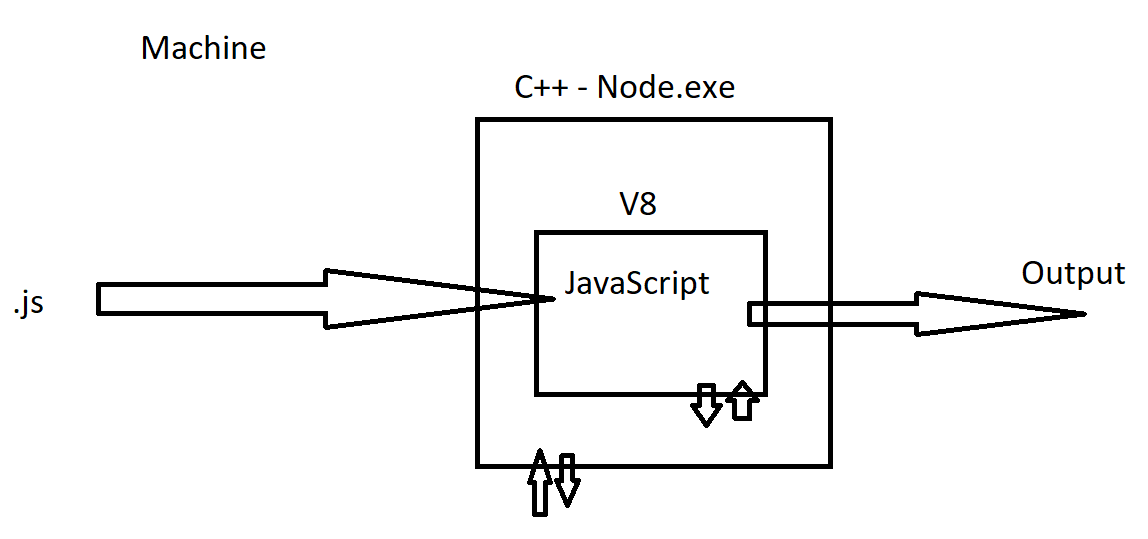 Machine
C++ - Node.exe
V8
JavaScript
.js
Output